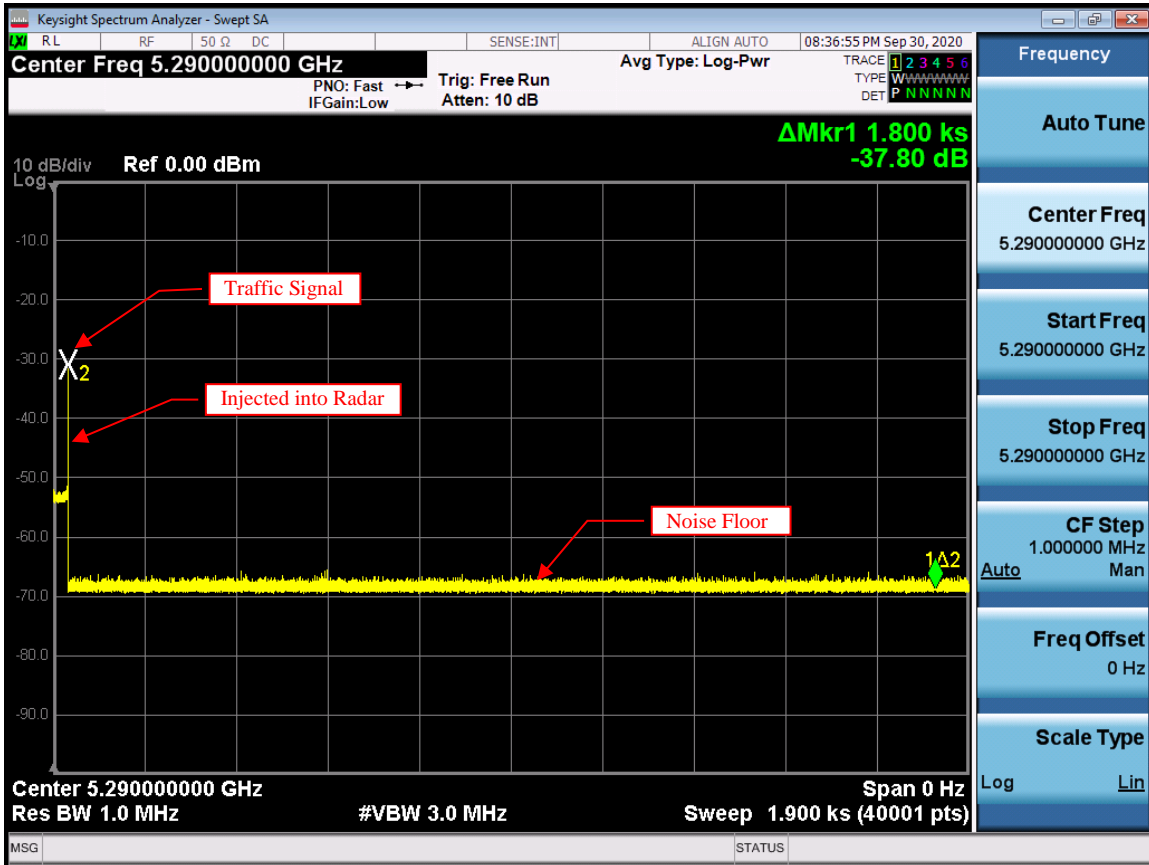 Keysight Spectrum Analyzer - Swept SA
LXI RL RF 50 Ω DC SENSE:INT ALIGN AUTO 08:36:55 PM Sep 30, 2020
Center Freq 5.290000000 GHz
PNO: Fast
IFGain:Low
Trig: Free Run
Atten: 10 dB
Avg Type: Log-Pwr
TRACE 1 2 3 4 5 6
TYPE WWWWWW
DET P N N N N N
ΔMkr1 1.800 ks
-37.80 dB
10 dB/div Ref 0.00 dBm
Log
-10.0
-20.0
-30.0
-40.0
-50.0
-60.0
-70.0
-80.0
-90.0
Traffic Signal
2
Injected into Radar
Noise Floor
1Δ2
Center 5.290000000 GHz Span 0 Hz
Res BW 1.0 MHz #VBW 3.0 MHz Sweep 1.900 ks (40001 pts)
MSG STATUS
Frequency
Auto Tune
Center Freq
5.290000000 GHz
Start Freq
5.290000000 GHz
Stop Freq
5.290000000 GHz
CF Step
1.000000 MHz
Auto Man
Freq Offset
0 Hz
Scale Type
Log Lin